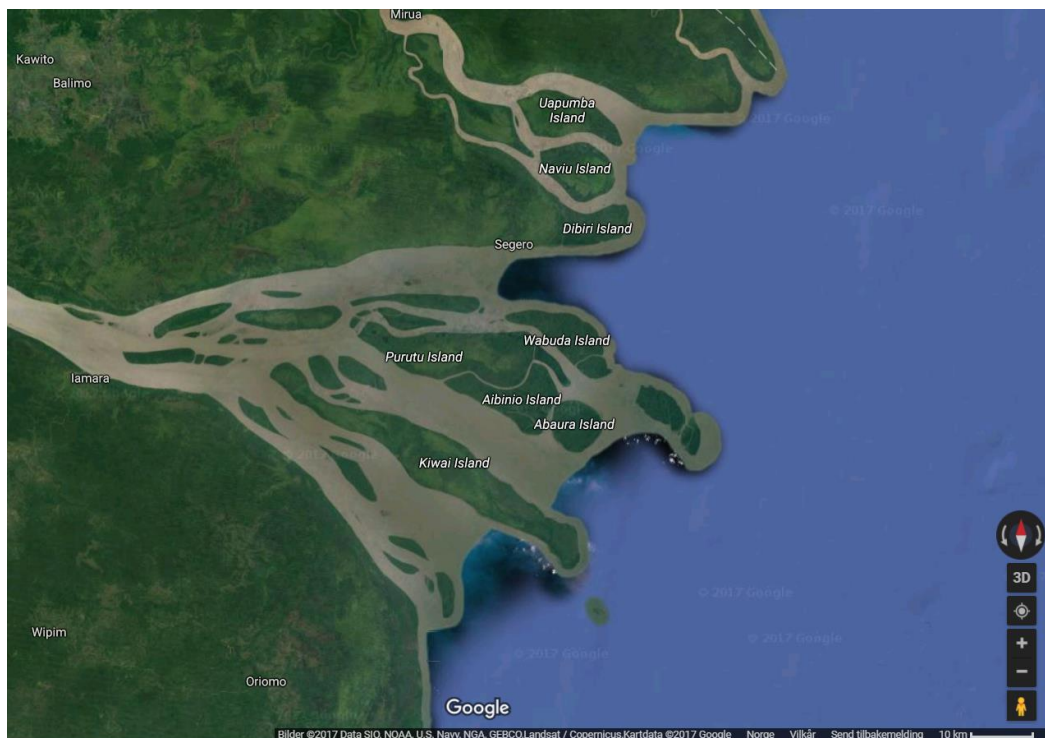 Mirua
Kawito
Balimo
Uapumba
Island
2017 Google
Naviu Island
© 2017 Google
Dibiri Island
Segero
Wabuda Island
Purutu Island
Iamara
Aibinio Island
Abaura Island
© 2017 Google
Kiwai Island
3D
© 2017 Google
Wipim
© 2017 Google
© 2017 Google
Oriomo
Google
Bilder ©2017 Data SIO, NOAA, U.S. Navy, NGA, GEBCO,Landsat / Copernicus,Kartdata ©2017 Google Norge Vilkår Send tilbakemelding 10 km